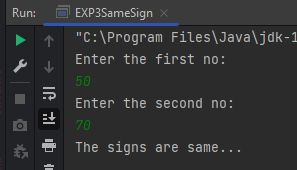 Run: EXP3SameSign ×
"C:\Program Files\Java\jdk-1
Enter the first no:
50
Enter the second no:
70
The signs are same...